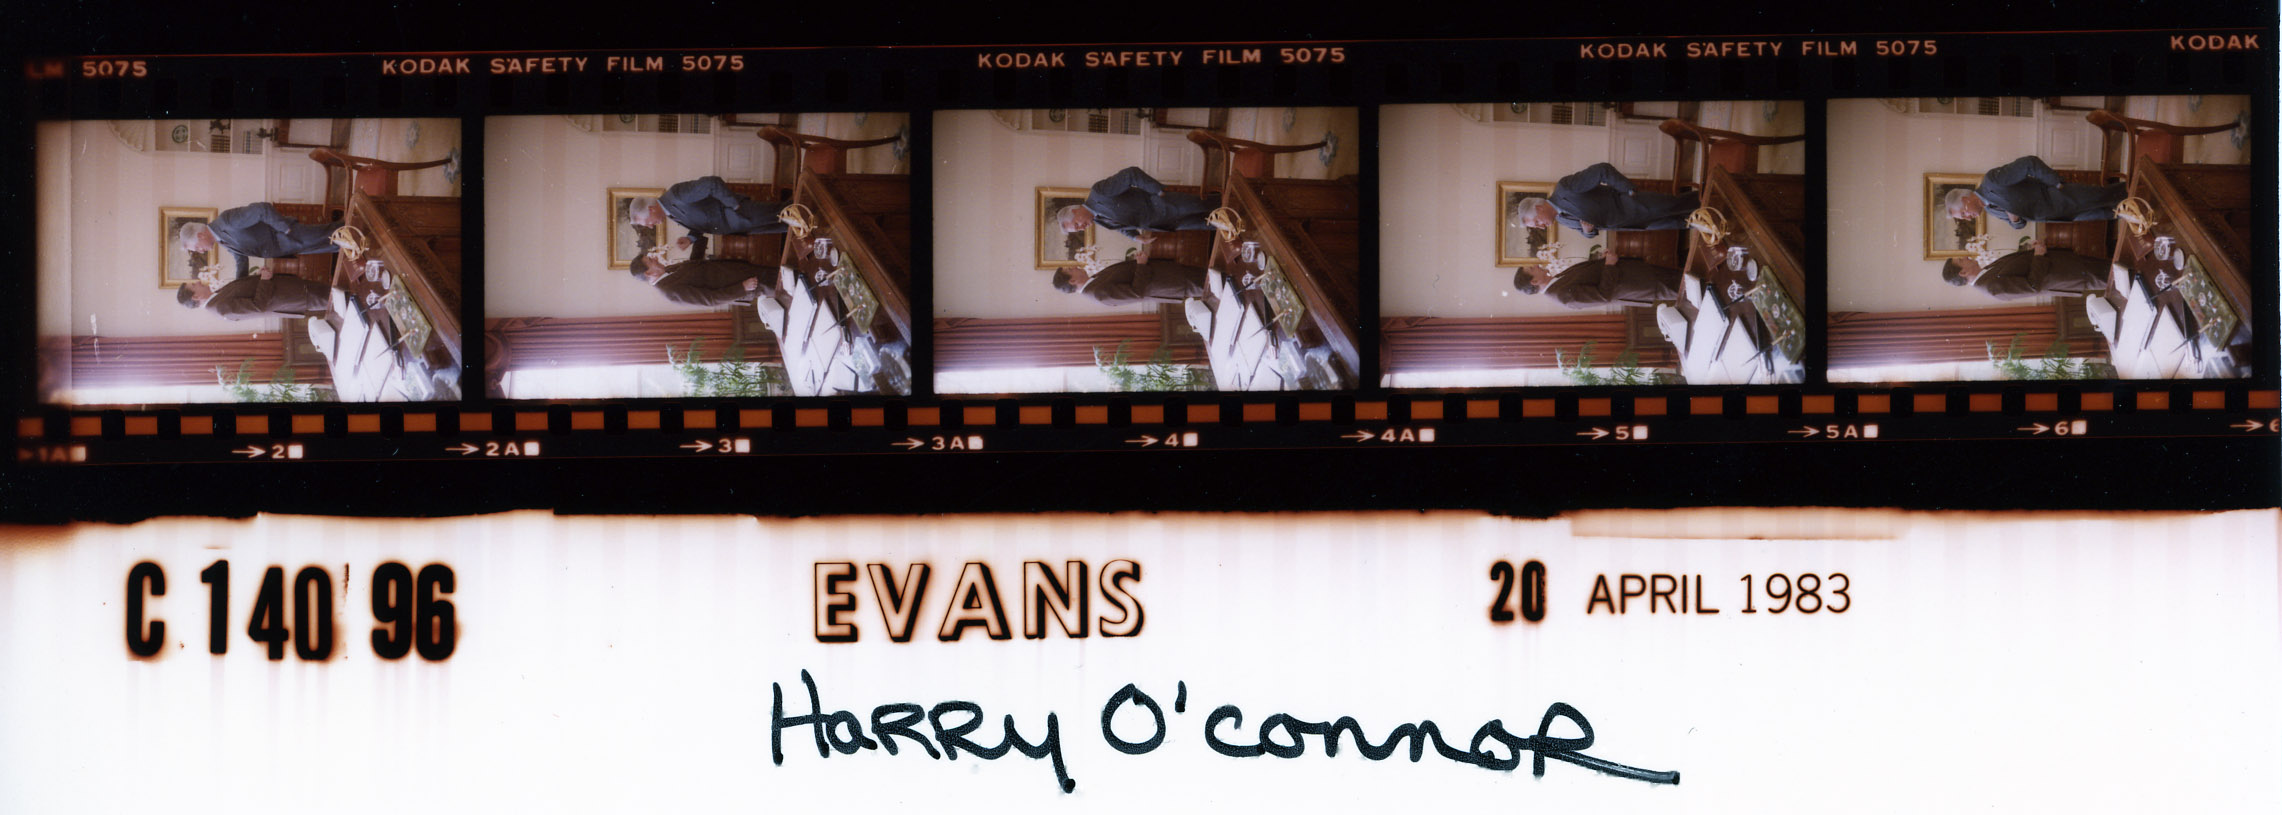 LM 5075 KODAK SAFETY FILM 5075 KODAK SAFETY FILM 5075 KODAK SAFETY FILM 5075 KODAK
→1A →2 →2A →3 →3A →4 →4A →5 →5A →6 →6
C 140 96 EVANS 20 APRIL 1983
HARRY O'CONNOR